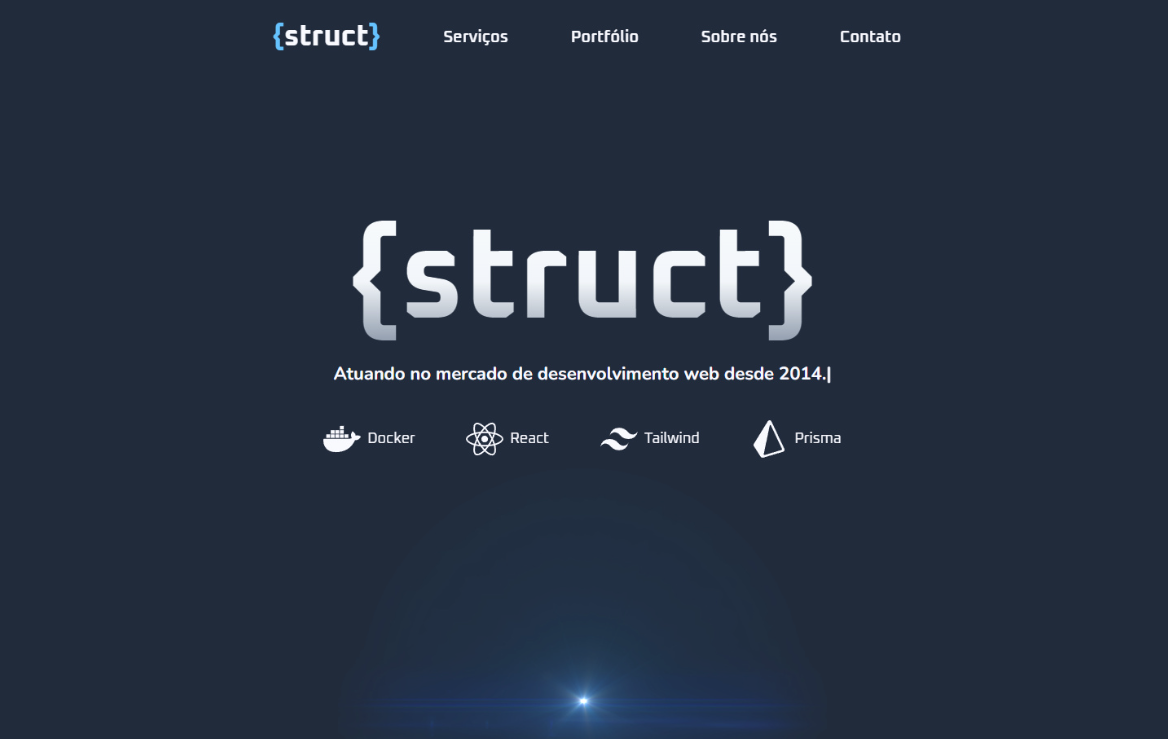 {struct} Serviços Portfólio Sobre nós Contato
{struct}
Atuando no mercado de desenvolvimento web desde 2014.|
Docker React Tailwind Prisma